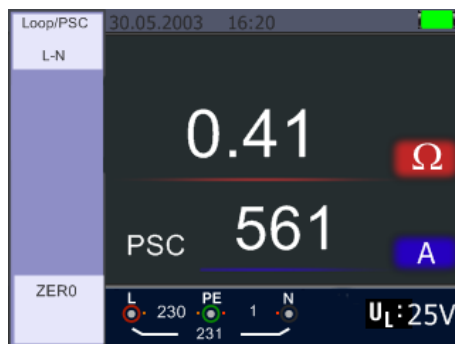 Loop/PSC 30.05.2003 16:20
L-N
0.41 Ω
PSC 561 A
ZER0
L PE N
230 1
231
UL:25V